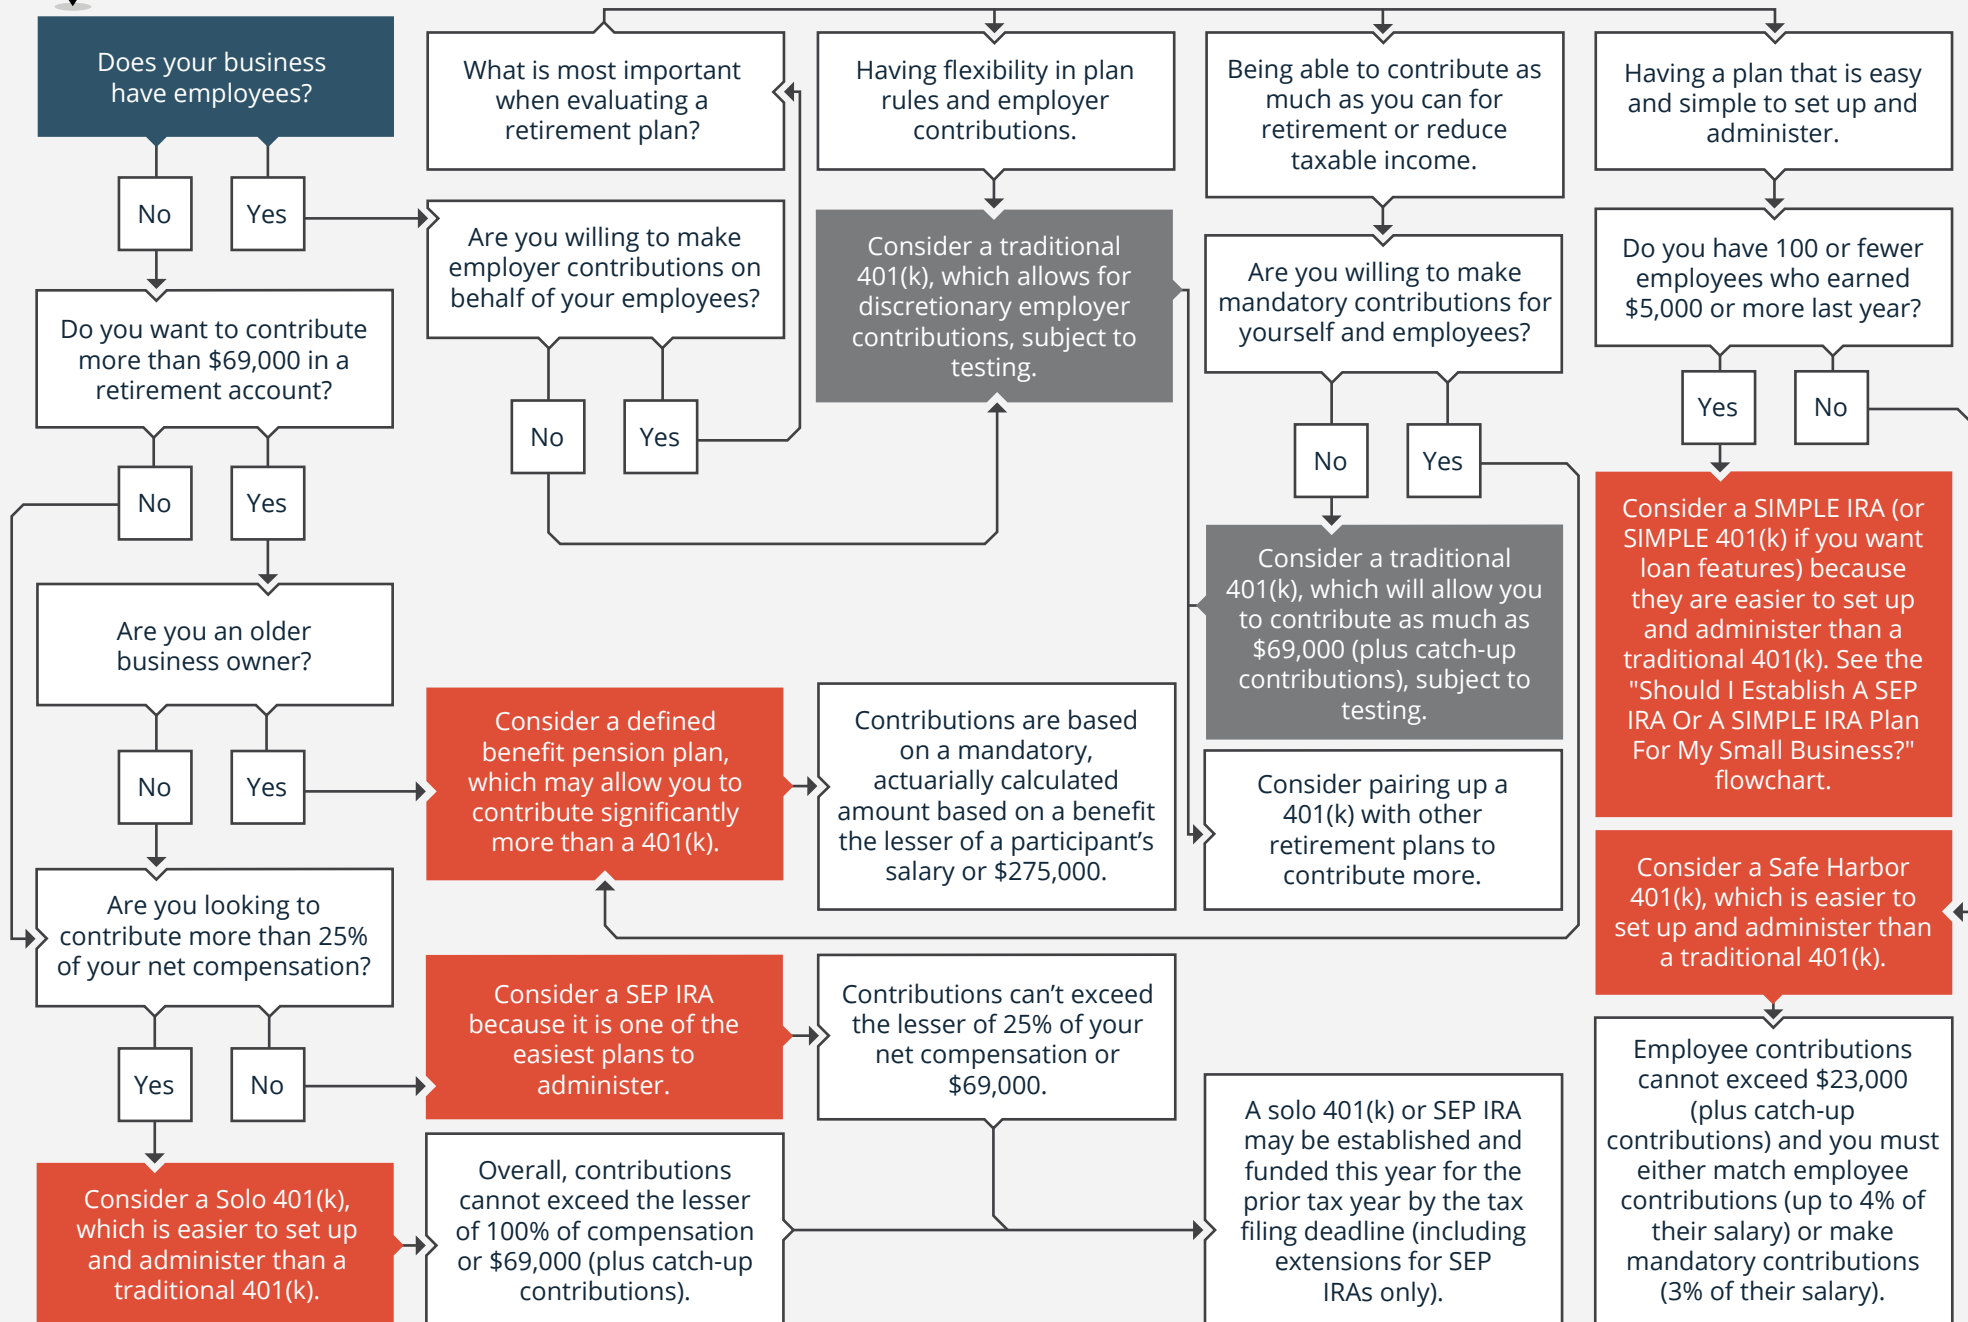 Does your business
have employees?
No
Yes
Do you want to contribute
more than $69,000 in a
retirement account?
No
Yes
Are you an older
business owner?
No
Yes
Are you looking to
contribute more than 25%
of your net compensation?
Yes
No
Consider a Solo 401(k),
which is easier to set up
and administer than a
traditional 401(k).
What is most important
when evaluating a
retirement plan?
Are you willing to make
employer contributions on
behalf of your employees?
No
Yes
Consider a defined
benefit pension plan,
which may allow you to
contribute significantly
more than a 401(k).
Consider a SEP IRA
because it is one of the
easiest plans to
administer.
Overall, contributions
cannot exceed the lesser
of 100% of compensation
or $69,000 (plus catch-up
contributions).
Having flexibility in plan
rules and employer
contributions.
Consider a traditional
401(k), which allows for
discretionary employer
contributions, subject to
testing.
Contributions are based
on a mandatory,
actuarially calculated
amount based on a benefit
the lesser of a participant’s
salary or $275,000.
Contributions can’t exceed
the lesser of 25% of your
net compensation or
$69,000.
Being able to contribute as
much as you can for
retirement or reduce
taxable income.
Are you willing to make
mandatory contributions for
yourself and employees?
No
Yes
Consider a traditional
401(k), which will allow you
to contribute as much as
$69,000 (plus catch-up
contributions), subject to
testing.
Consider pairing up a
401(k) with other
retirement plans to
contribute more.
A solo 401(k) or SEP IRA
may be established and
funded this year for the
prior tax year by the tax
filing deadline (including
extensions for SEP
IRAs only).
Having a plan that is easy
and simple to set up and
administer.
Do you have 100 or fewer
employees who earned
$5,000 or more last year?
Yes
No
Consider a SIMPLE IRA (or
SIMPLE 401(k) if you want
loan features) because
they are easier to set up
and administer than a
traditional 401(k). See the
"Should I Establish A SEP
IRA Or A SIMPLE IRA Plan
For My Small Business?"
flowchart.
Consider a Safe Harbor
401(k), which is easier to
set up and administer than
a traditional 401(k).
Employee contributions
cannot exceed $23,000
(plus catch-up
contributions) and you must
either match employee
contributions (up to 4% of
their salary) or make
mandatory contributions
(3% of their salary).